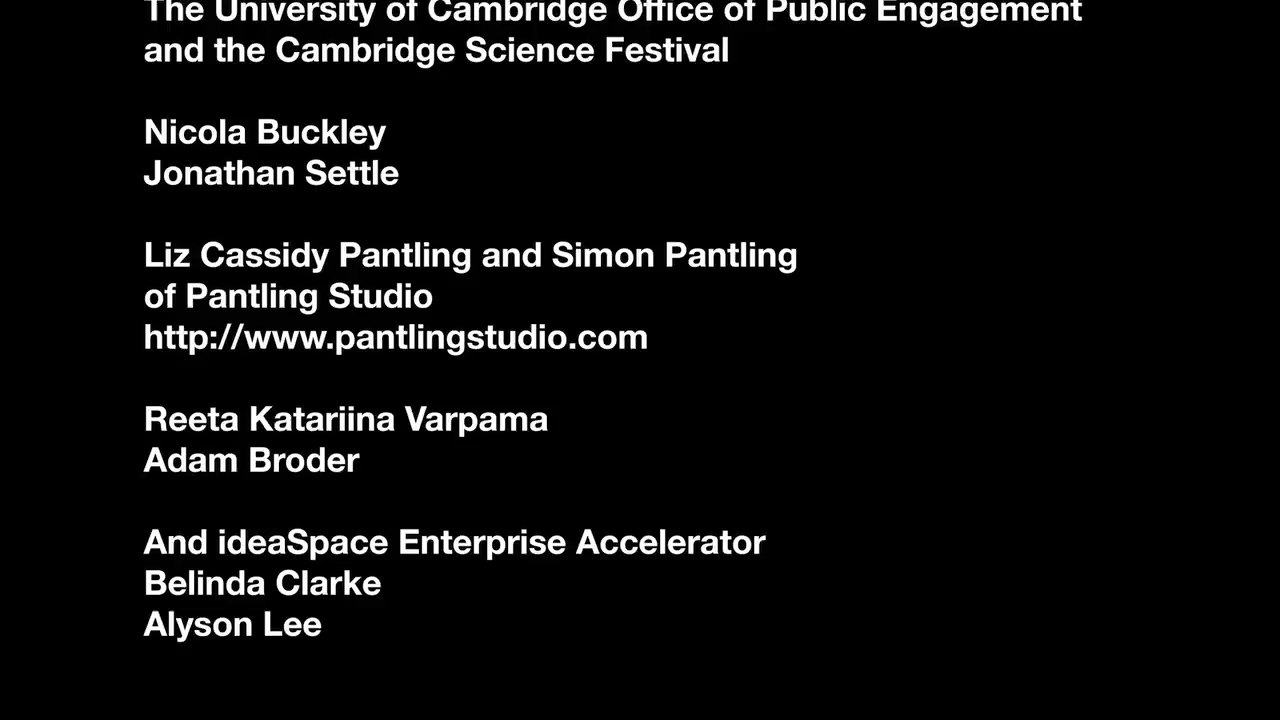 The University of Cambridge Office of Public Engagement
and the Cambridge Science Festival
Nicola Buckley
Jonathan Settle
Liz Cassidy Pantling and Simon Pantling
of Pantling Studio
http://www.pantlingstudio.com
Reeta Katariina Varpama
Adam Broder
And ideaSpace Enterprise Accelerator
Belinda Clarke
Alyson Lee